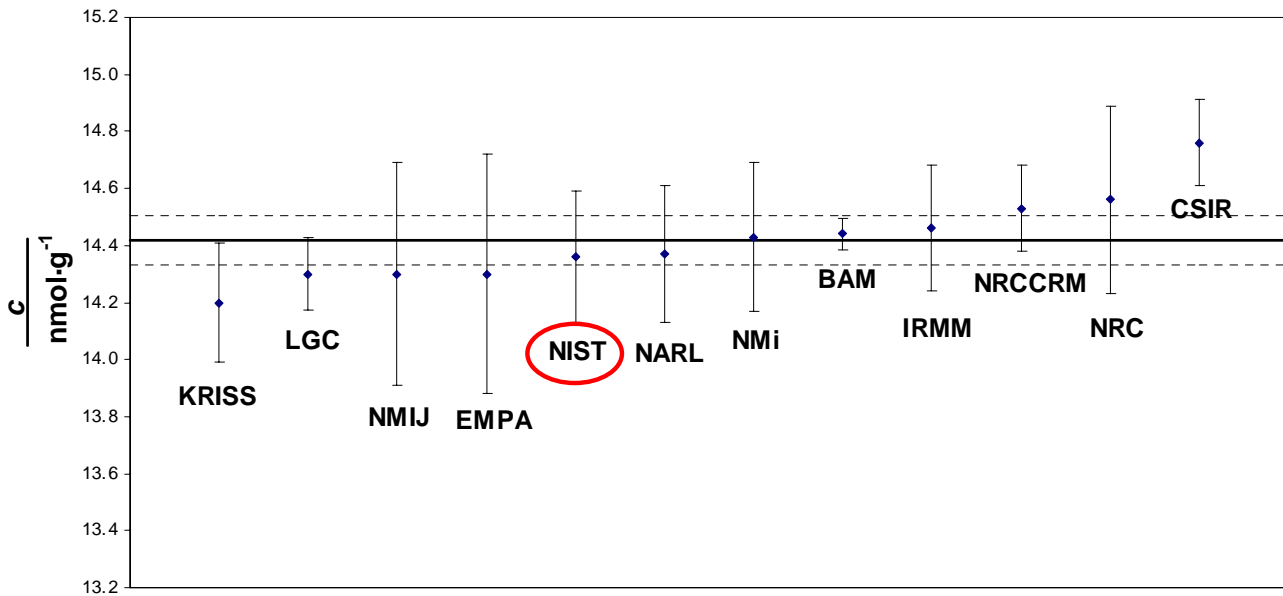 15.2
15.0
14.8
14.6
14.4
14.2
14.0
13.8
13.6
13.4
13.2
c
nmol·g⁻¹
KRISS
LGC
NMIJ
EMPA
NIST
NARL
NMi
BAM
IRMM
NRCCRM
NRC
CSIR